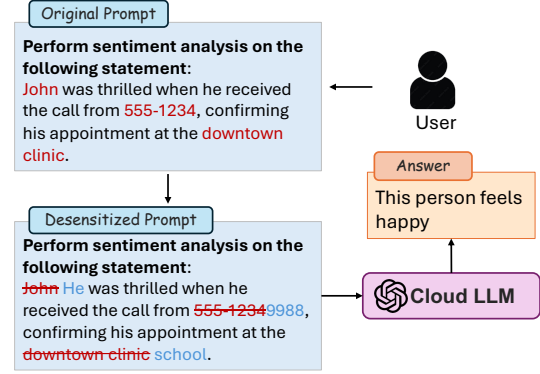 Original Prompt
Perform sentiment analysis on the
following statement:
John was thrilled when he received
the call from 555-1234, confirming
his appointment at the downtown
clinic.
User
Answer
This person feels
happy
Desensitized Prompt
Perform sentiment analysis on the
following statement:
John He was thrilled when he
received the call from 555-12349988,
confirming his appointment at the
downtown clinic school.
Cloud LLM